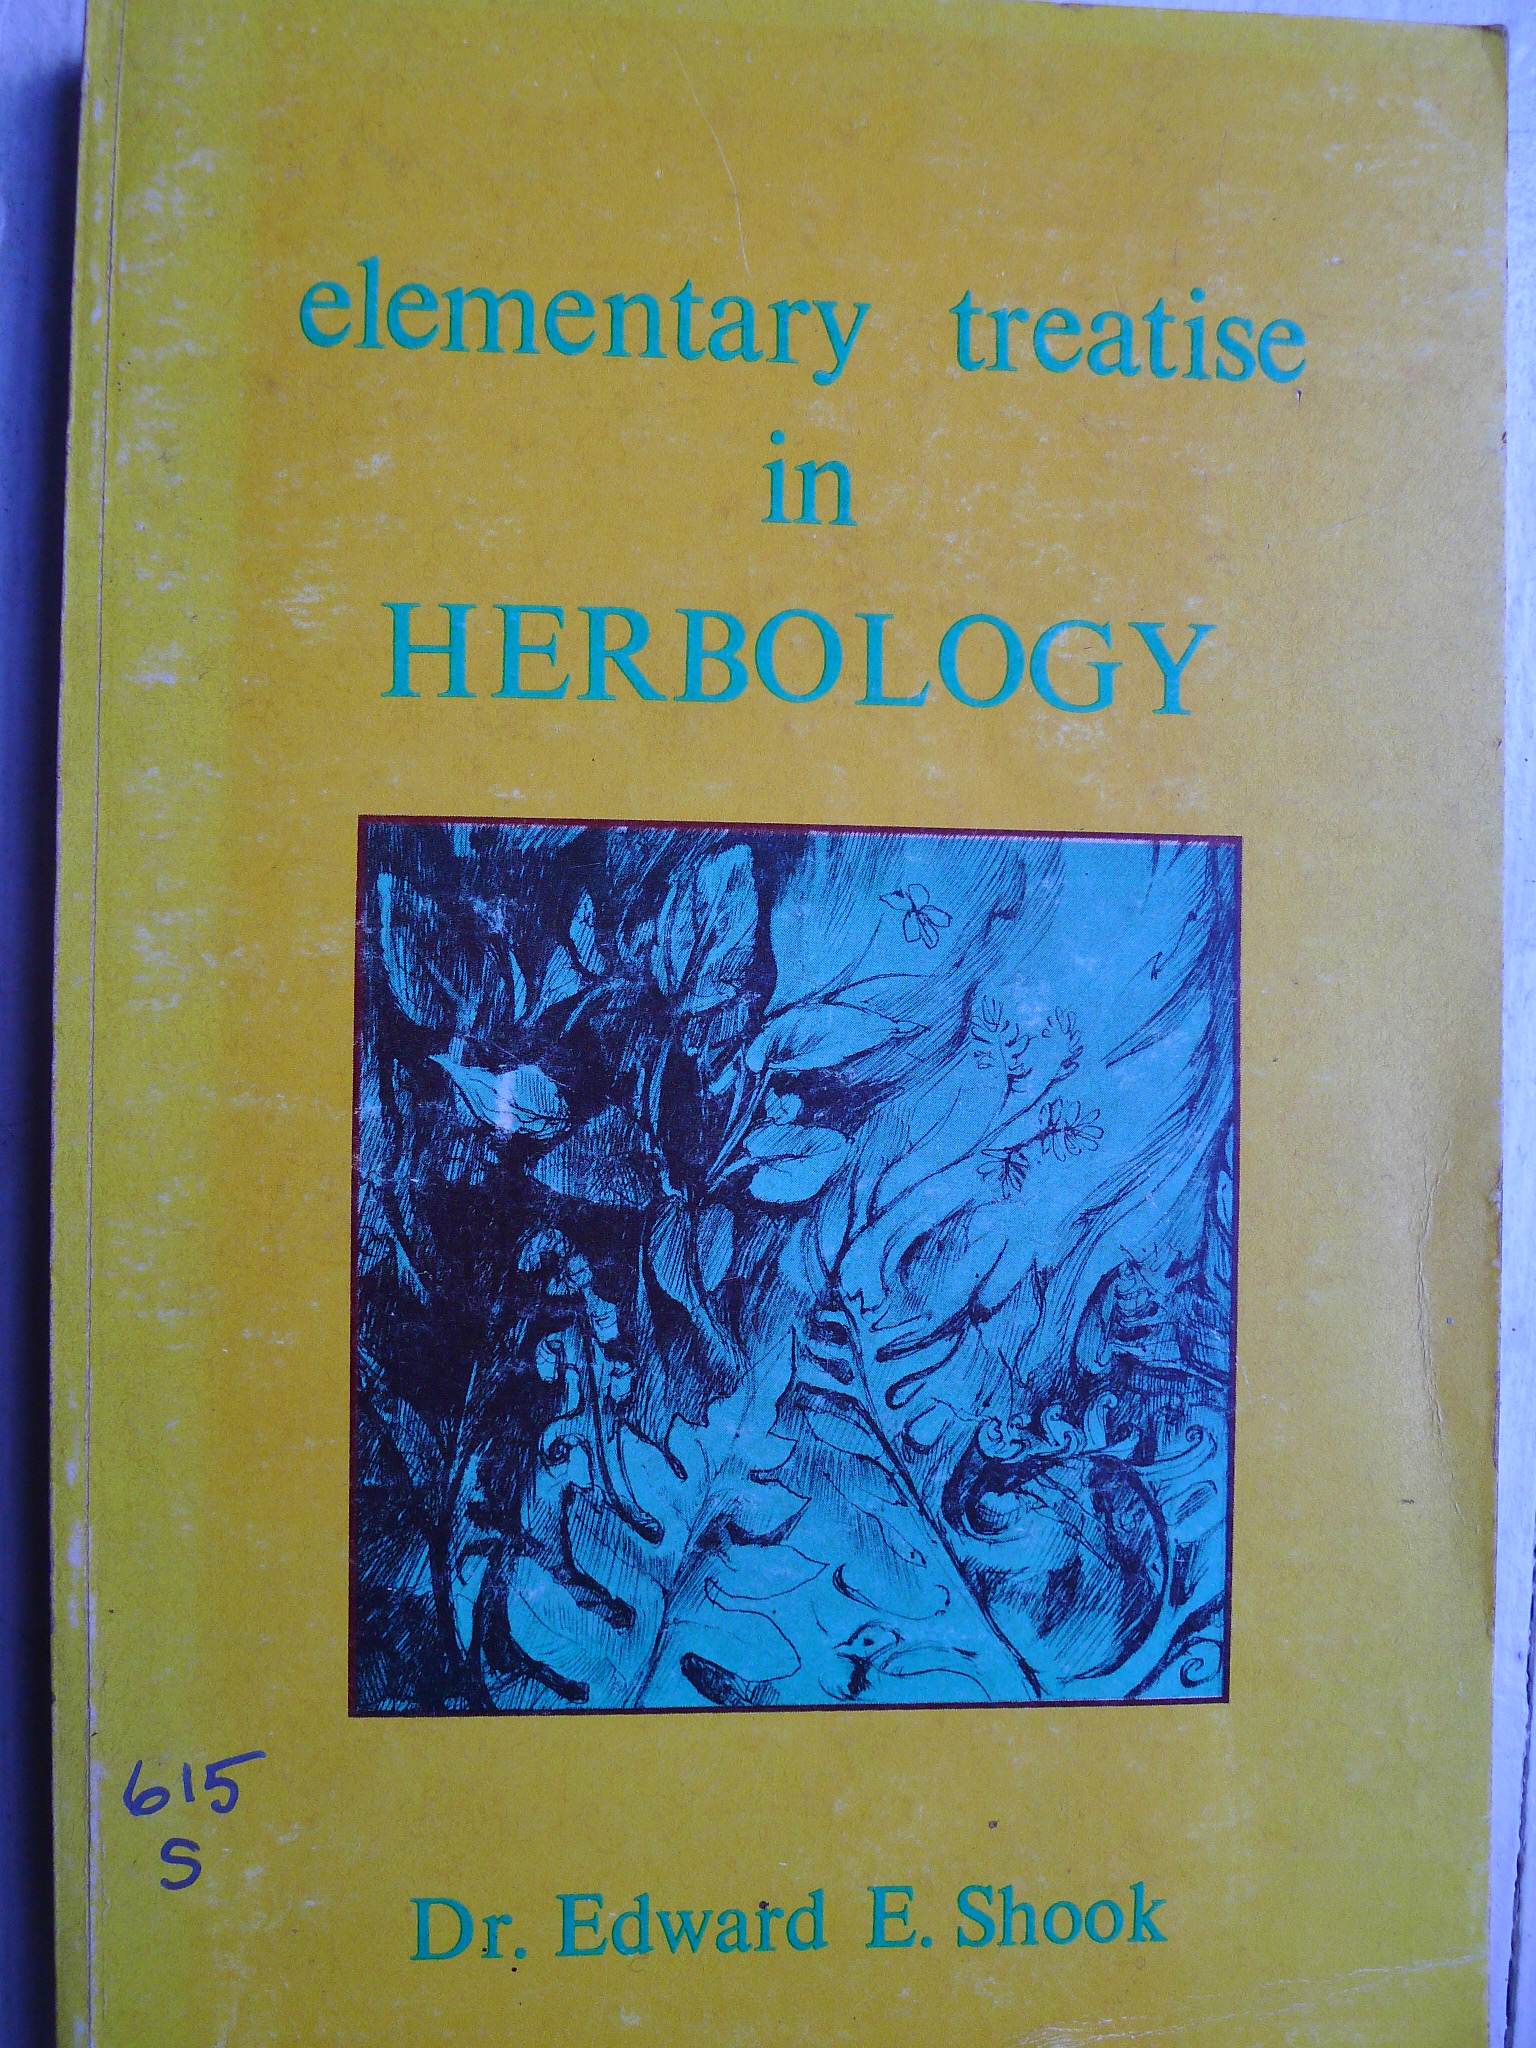 elementary treatise
in
HERBOLOGY
615
S
Dr. Edward E. Shook